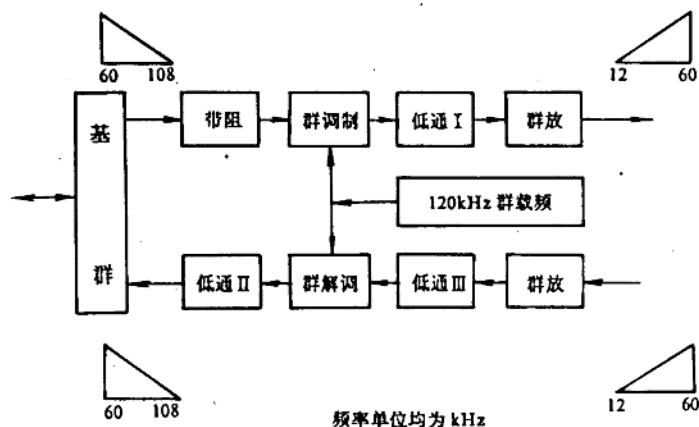 60 108
12 60
基群
带阻
群调制
低通 I
群放
120kHz 群载频
低通 II
群解调
低通 III
群放
60 108
12 60
频率单位均为 kHz